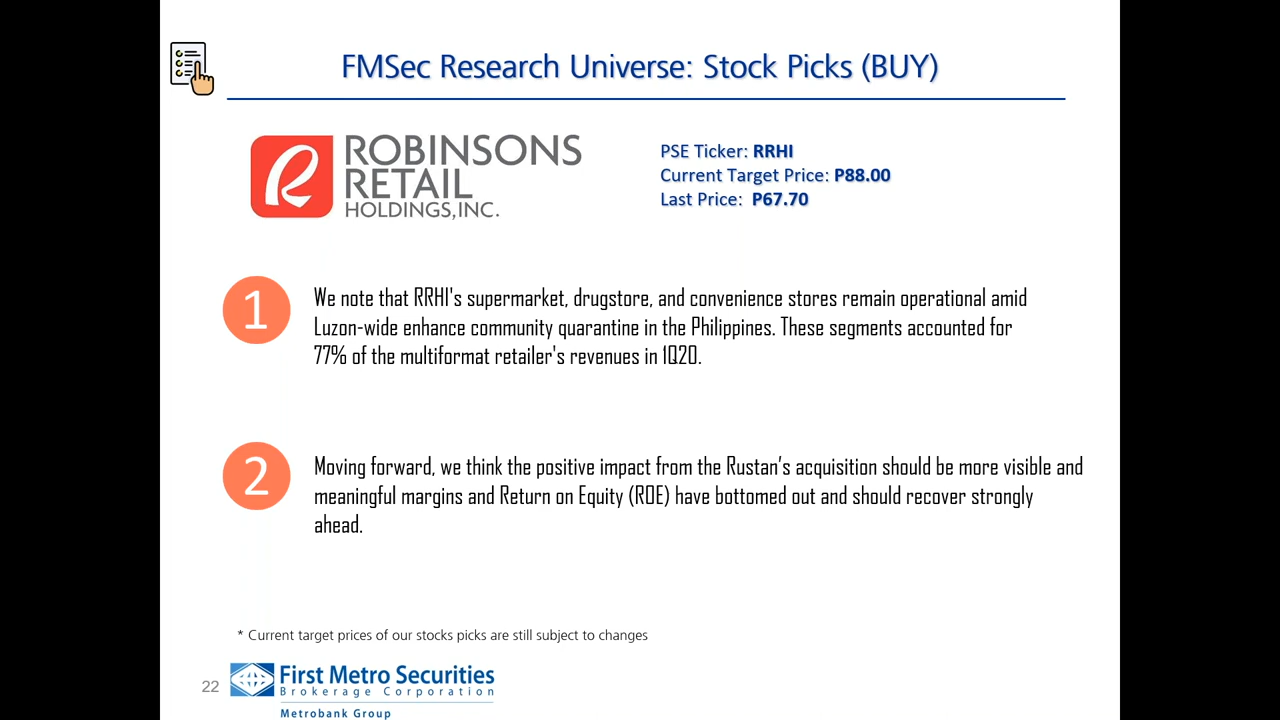 FMSec Research Universe: Stock Picks (BUY)
ROBINSONS
RETAIL
HOLDINGS,INC.
PSE Ticker: RRHI
Current Target Price: P88.00
Last Price: P67.70
1
We note that RRHI's supermarket, drugstore, and convenience stores remain operational amid
Luzon-wide enhance community quarantine in the Philippines. These segments accounted for
77% of the multiformat retailer's revenues in 1Q20.
2
Moving forward, we think the positive impact from the Rustan’s acquisition should be more visible and
meaningful margins and Return on Equity (ROE) have bottomed out and should recover strongly
ahead.
* Current target prices of our stocks picks are still subject to changes
22
First Metro Securities
Brokerage Corporation
Metrobank Group